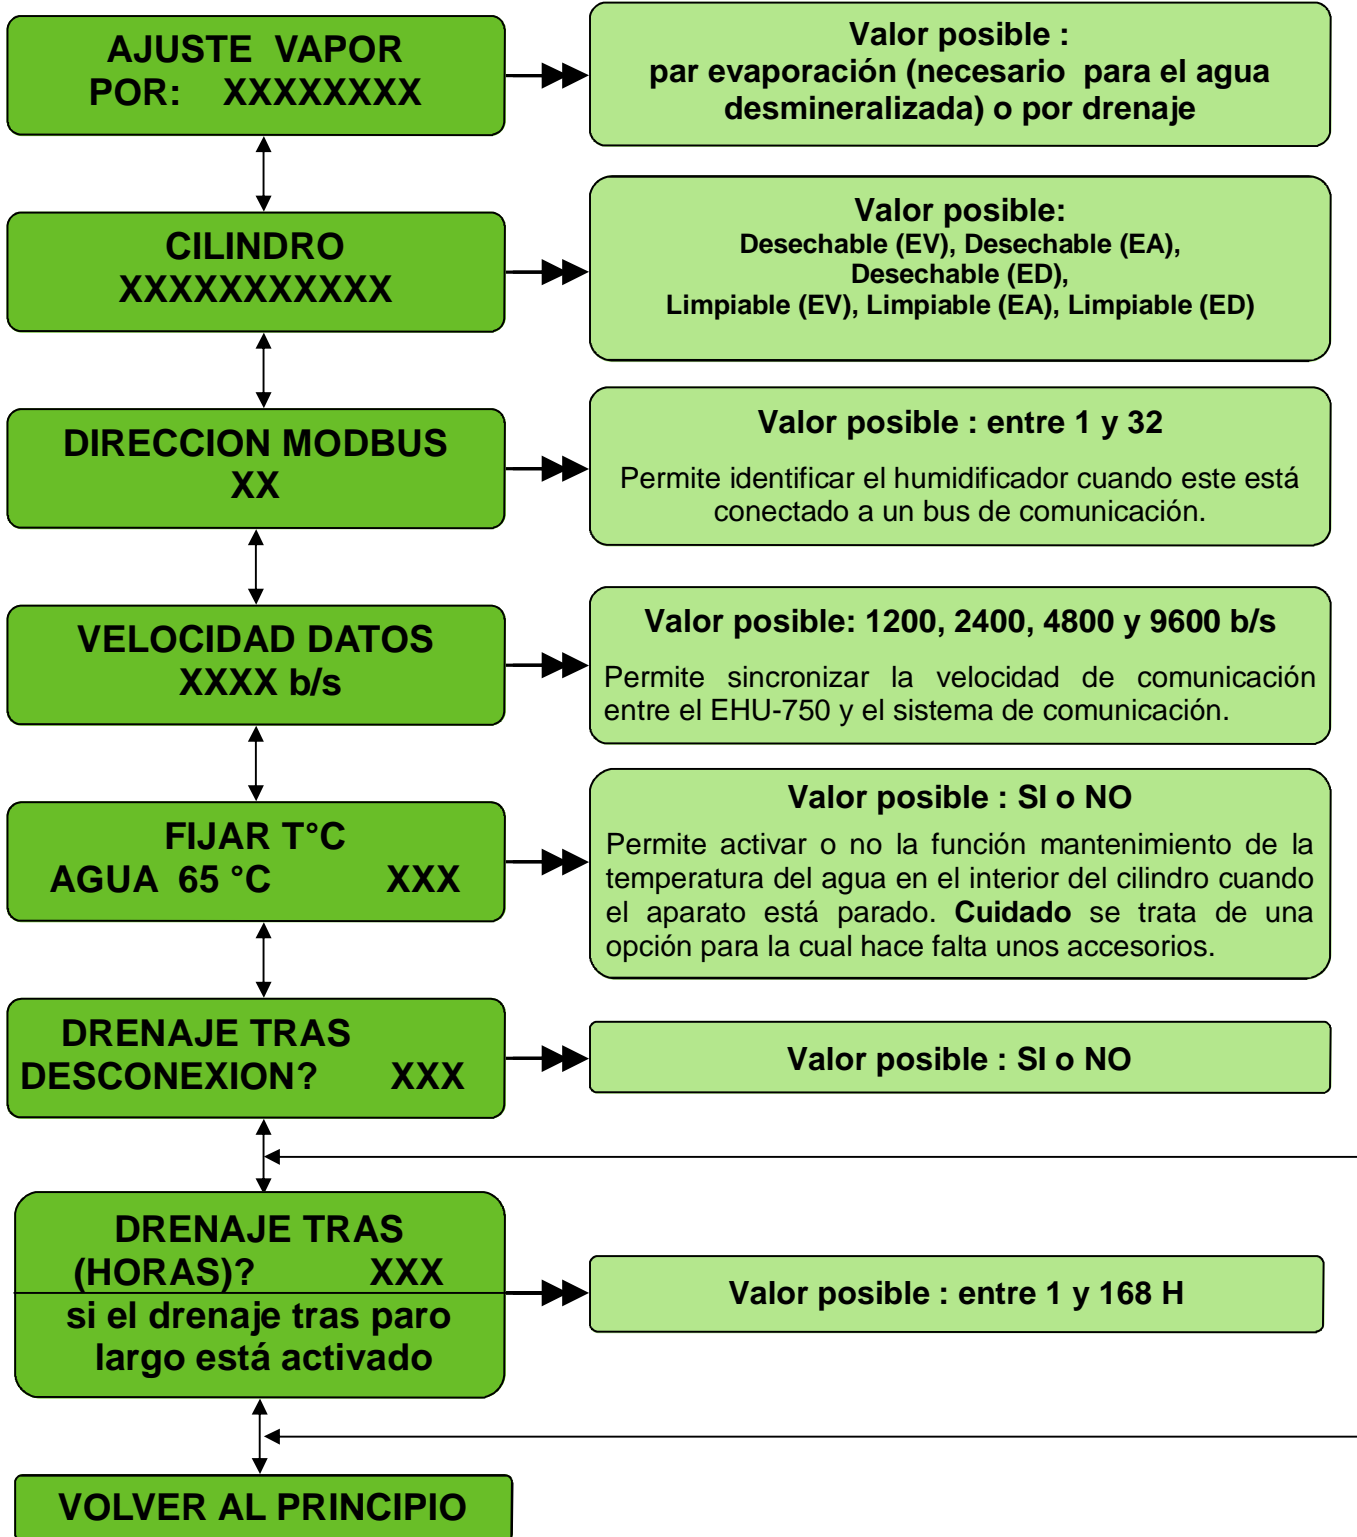 AJUSTE VAPOR
POR: XXXXXXXX
Valor posible :
par evaporación (necesario para el agua
desmineralizada) o por drenaje
CILINDRO
XXXXXXXXXXX
Valor posible:
Desechable (EV), Desechable (EA),
Desechable (ED),
Limpiable (EV), Limpiable (EA), Limpiable (ED)
DIRECCION MODBUS
XX
Valor posible : entre 1 y 32
Permite identificar el humidificador cuando este está
conectado a un bus de comunicación.
VELOCIDAD DATOS
XXXX b/s
Valor posible: 1200, 2400, 4800 y 9600 b/s
Permite sincronizar la velocidad de comunicación
entre el EHU-750 y el sistema de comunicación.
FIJAR T°C
AGUA 65 °C XXX
Valor posible : SI o NO
Permite activar o no la función mantenimiento de la
temperatura del agua en el interior del cilindro cuando
el aparato está parado. Cuidado se trata de una
opción para la cual hace falta unos accesorios.
DRENAJE TRAS
DESCONEXION? XXX
Valor posible : SI o NO
DRENAJE TRAS
(HORAS)? XXX
si el drenaje tras paro
largo está activado
Valor posible : entre 1 y 168 H
VOLVER AL PRINCIPIO